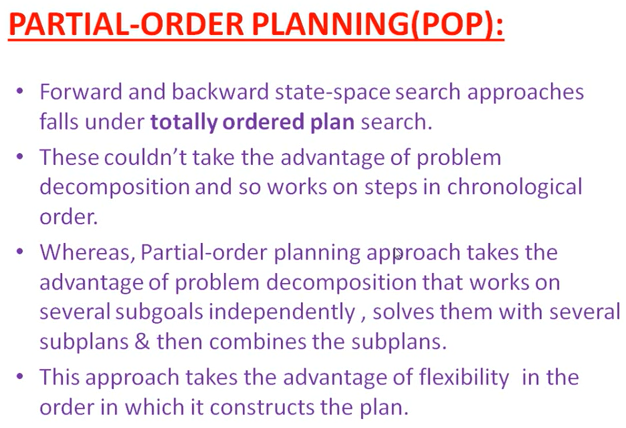 PARTIAL-ORDER PLANNING(POP):
• Forward and backward state-space search approaches
falls under totally ordered plan search.
• These couldn't take the advantage of problem
decomposition and so works on steps in chronological
order.
• Whereas, Partial-order planning approach takes the
advantage of problem decomposition that works on
several subgoals independently , solves them with several
subplans & then combines the subplans.
• This approach takes the advantage of flexibility in the
order in which it constructs the plan.